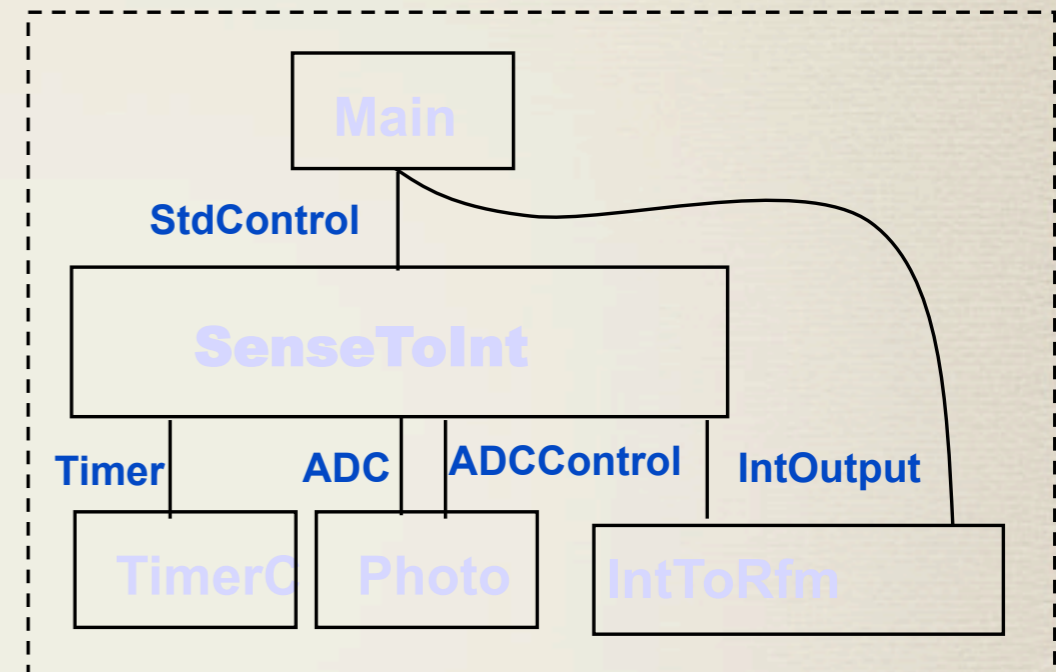 Main
StdControl
SenseToInt
Timer
ADC
ADCControl
IntOutput
TimerC
Photo
IntToRfm